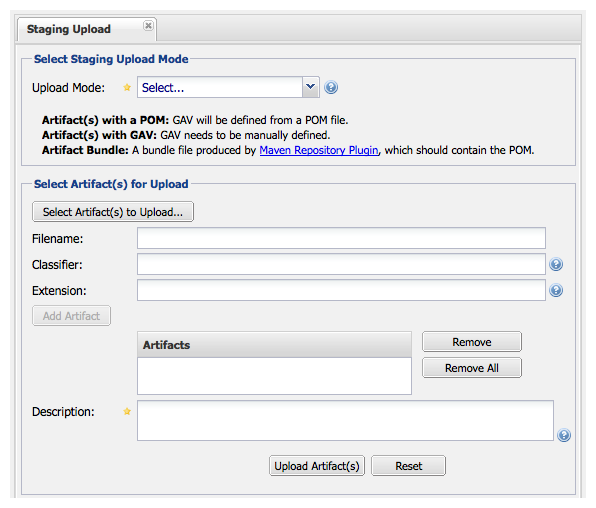 Staging Upload
Select Staging Upload Mode
Upload Mode: Select...
Artifact(s) with a POM: GAV will be defined from a POM file.
Artifact(s) with GAV: GAV needs to be manually defined.
Artifact Bundle: A bundle file produced by Maven Repository Plugin, which should contain the POM.
Select Artifact(s) for Upload
Select Artifact(s) to Upload...
Filename:
Classifier:
Extension:
Add Artifact
Artifacts
Remove
Remove All
Description:
Upload Artifact(s) Reset